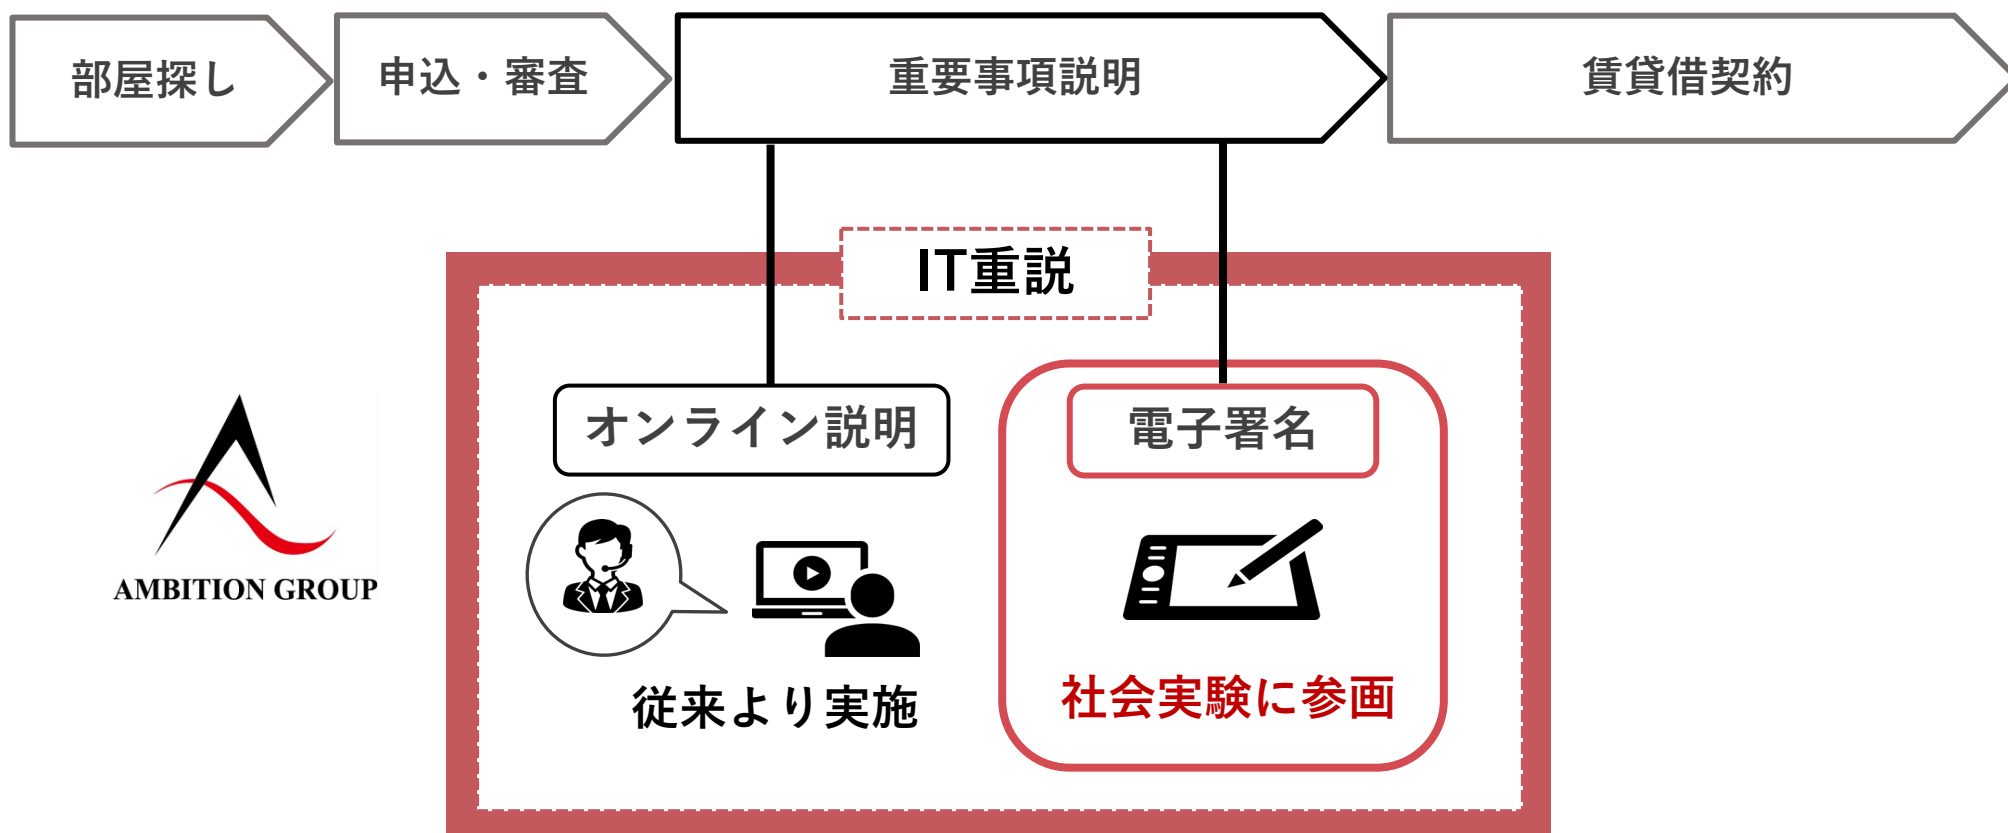 部屋探し
申込・審査
重要事項説明
賃貸借契約
IT重説
オンライン説明
電子署名
AMBITION GROUP
従来より実施
社会実験に参画